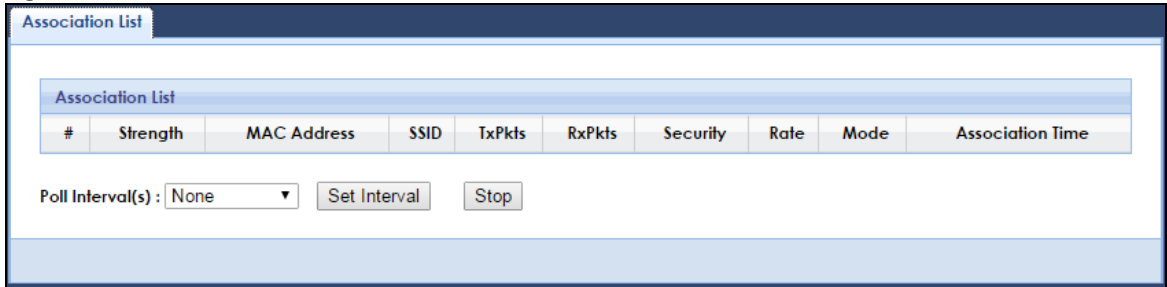 Association List
Association List
# Strength MAC Address SSID TxPkts RxPkts Security Rate Mode Association Time
Poll Interval(s) : None Set Interval Stop